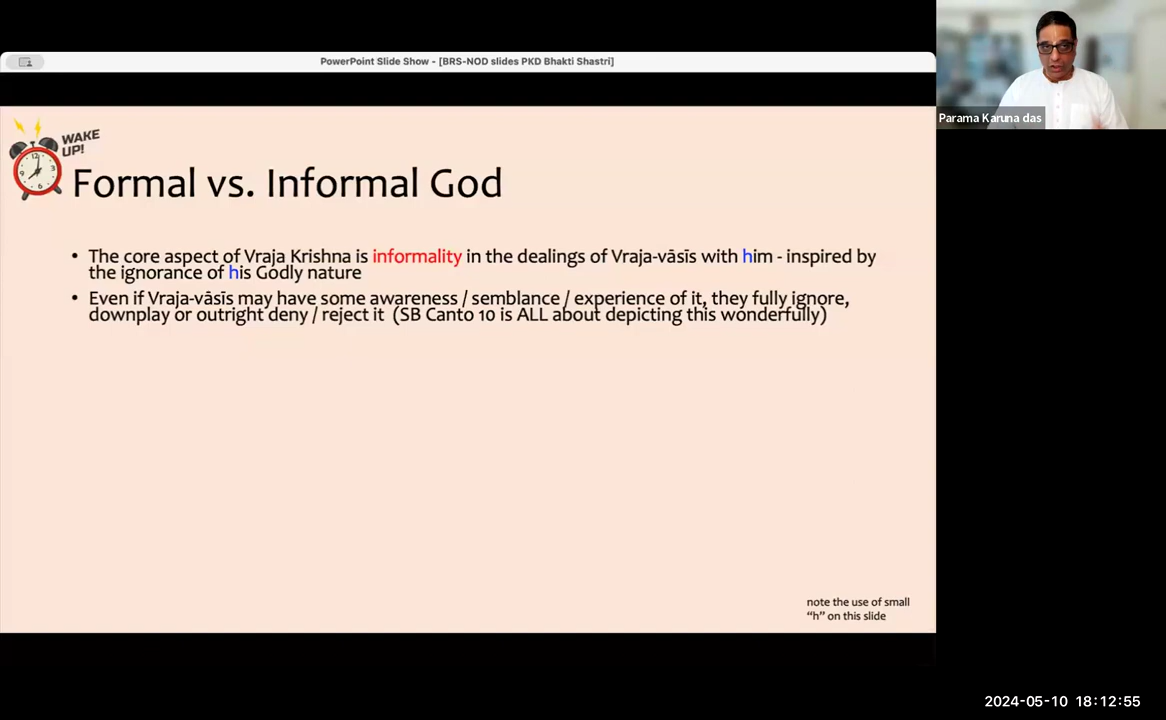 PowerPoint Slide Show - [BRS-NOD slides PKD Bhakti Shastri]
Parama Karuna das
WAKE
UP!
Formal vs. Informal God
• The core aspect of Vraja Krishna is informality in the dealings of Vraja-vāsīs with him - inspired by
the ignorance of his Godly nature
• Even if Vraja-vāsīs may have some awareness / semblance / experience of it, they fully ignore,
downplay or outright deny / reject it (SB Canto 10 is ALL about depicting this wonderfully)
note the use of small
“h” on this slide
2024-05-10 18:12:55